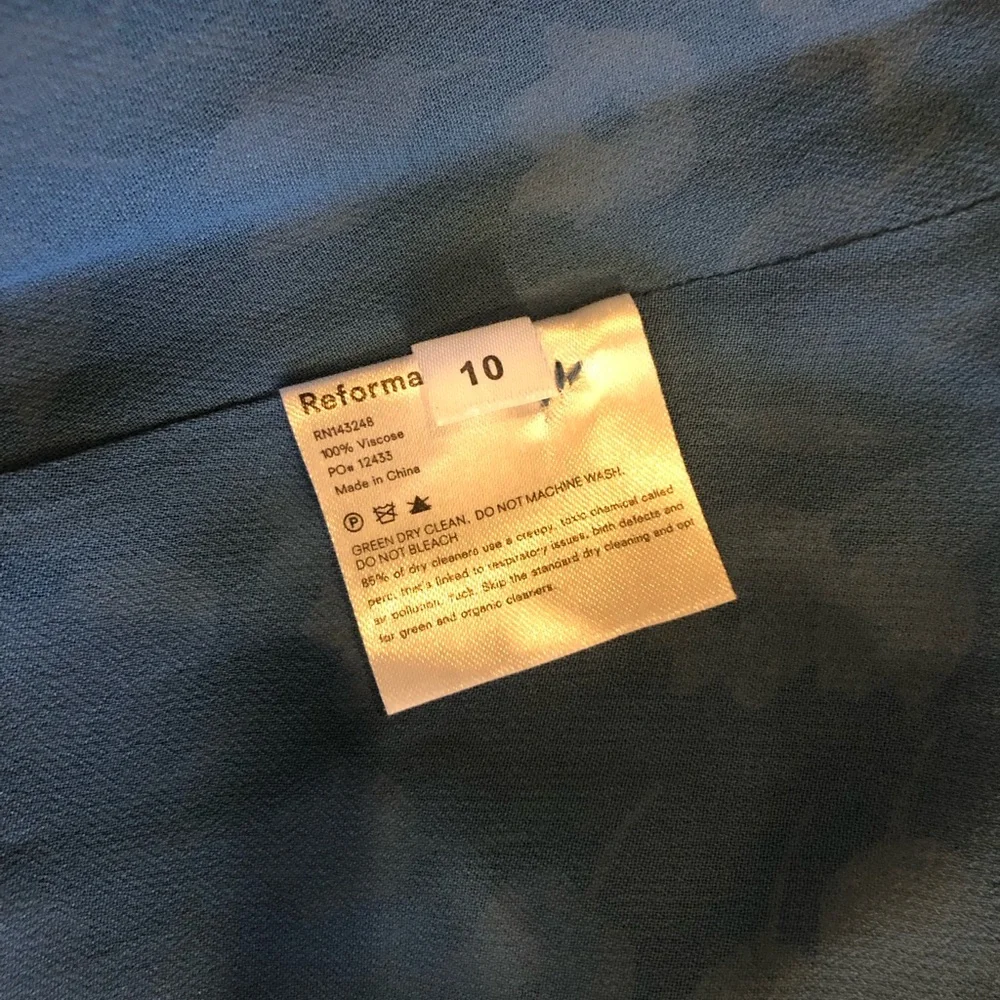 Reforma
10
RN143248
100% Viscose
PO# 12433
Made in China
P
GREEN DRY CLEAN. DO NOT MACHINE WASH.
DO NOT BLEACH
85% of dry cleaners use a creepy, toxic chemical called
perc, that's linked to respiratory issues, birth defects and
air pollution. Yuck. Skip the standard dry cleaning and opt
for green and organic cleaners.